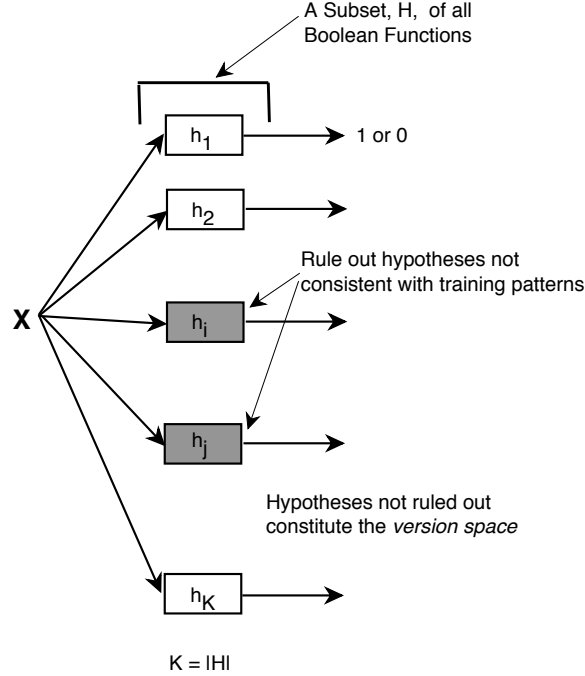 A Subset, H, of all
Boolean Functions
h1
1 or 0
h2
Rule out hypotheses not
consistent with training patterns
X
hi
hj
Hypotheses not ruled out
constitute the version space
hK
K = |H|